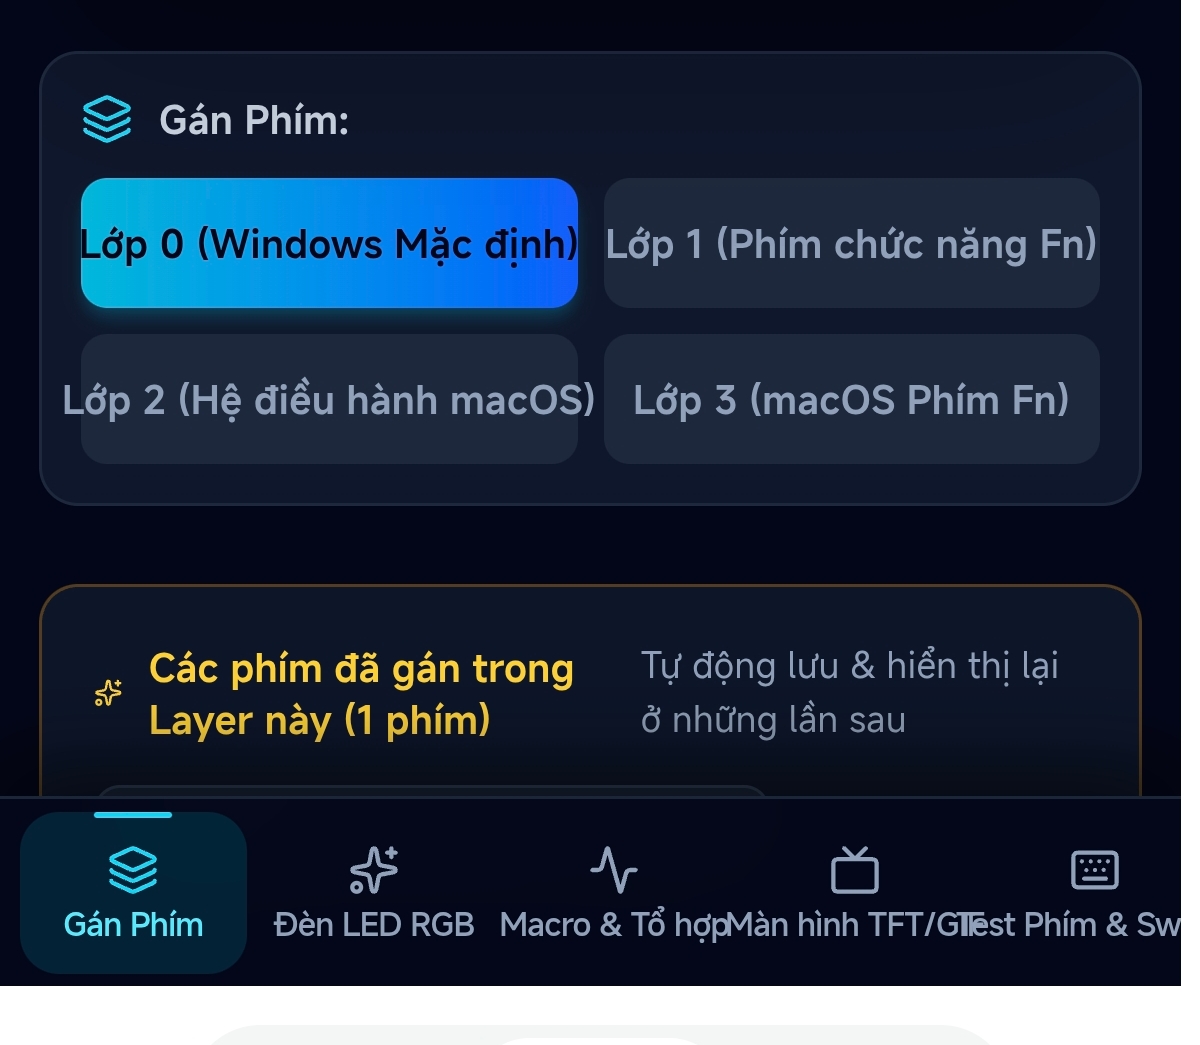 Gán Phím:
Lớp 0 (Windows Mặc định)
Lớp 1 (Phím chức năng Fn)
Lớp 2 (Hệ điều hành macOS)
Lớp 3 (macOS Phím Fn)
Các phím đã gán trong
Layer này (1 phím)
Tự động lưu & hiển thị lại
ở những lần sau
Gán Phím
Đèn LED RGB
Macro & Tổ hợp
Màn hình TFT/GIF
Test Phím & Sw